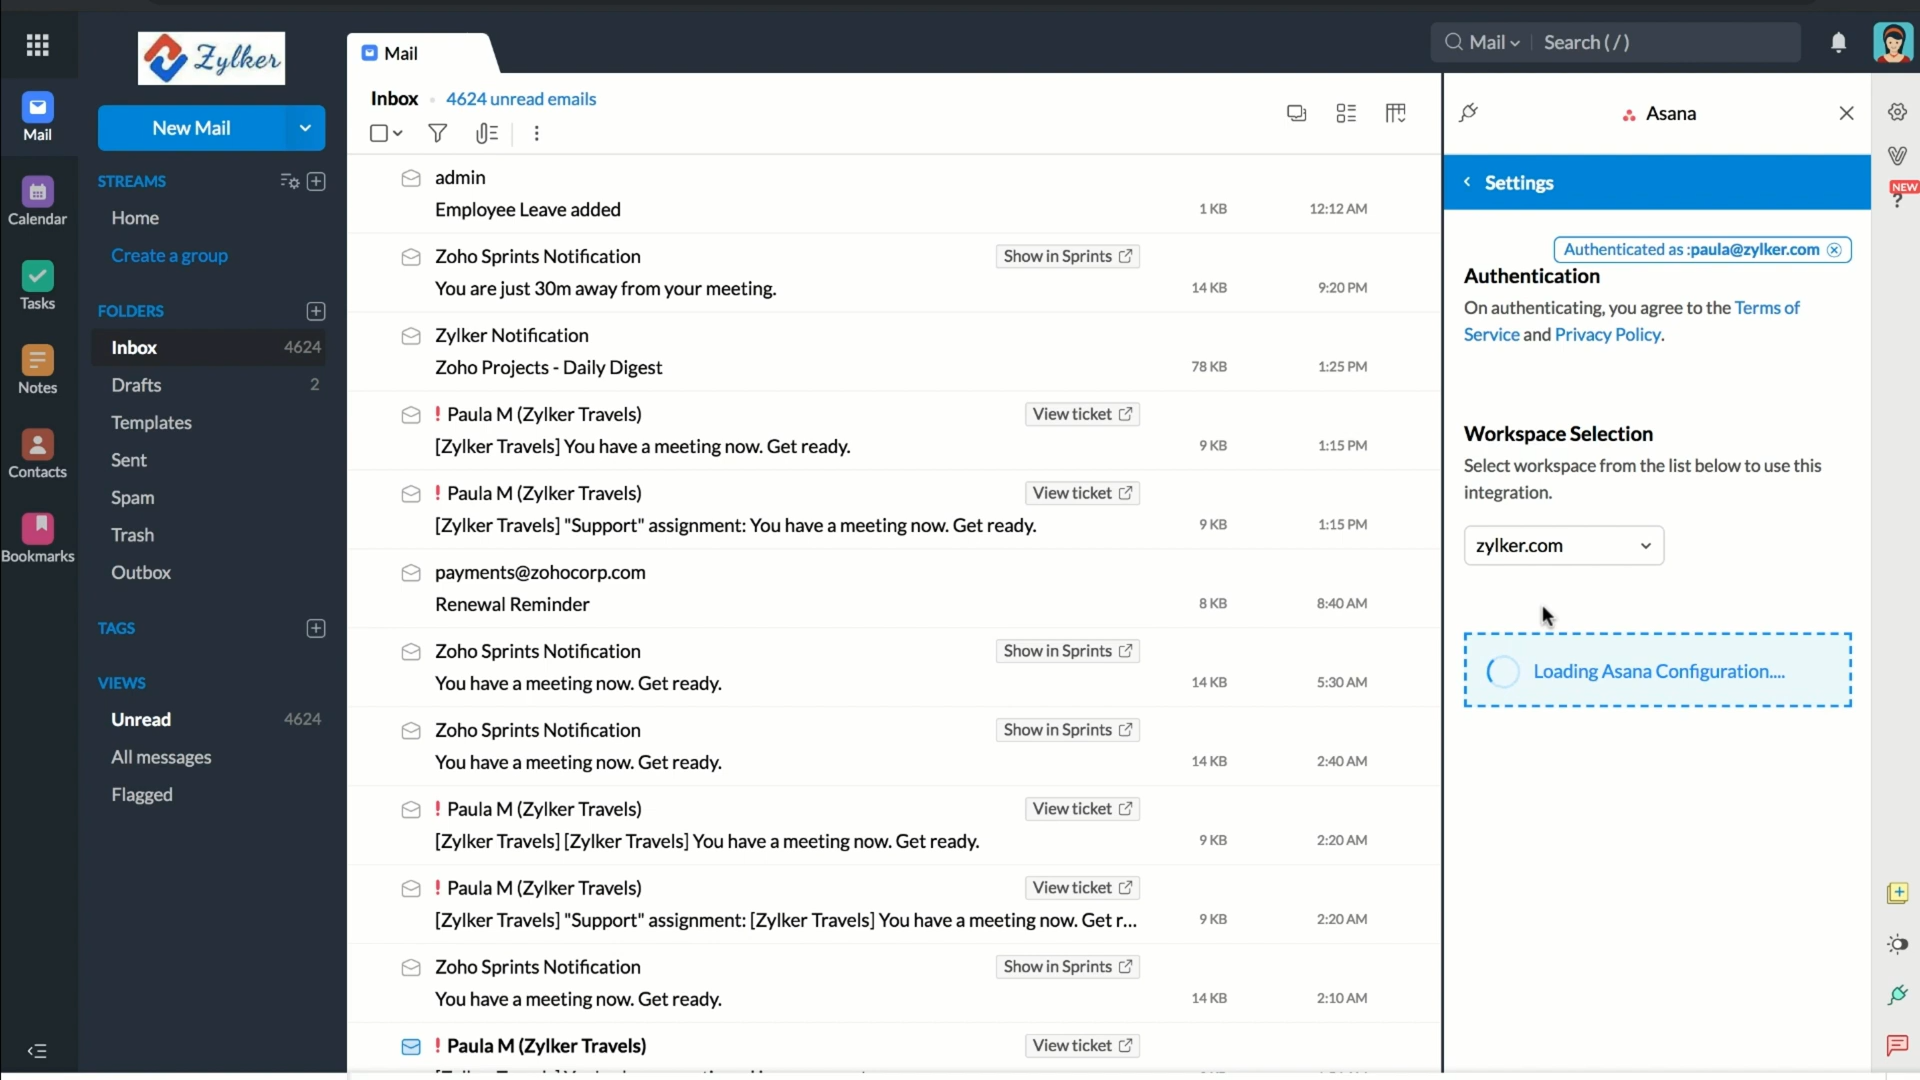 Zylker
Mail
Mail
Search ( / )
Mail
Calendar
Tasks
Notes
Contacts
Bookmarks
New Mail
STREAMS
Home
Create a group
FOLDERS
Inbox 4624
Drafts 2
Templates
Sent
Spam
Trash
Outbox
TAGS
VIEWS
Unread 4624
All messages
Flagged
Inbox 4624 unread emails
admin
Employee Leave added 1 KB 12:12 AM
Zoho Sprints Notification Show in Sprints
You are just 30m away from your meeting. 14 KB 9:20 PM
Zylker Notification
Zoho Projects - Daily Digest 78 KB 1:25 PM
! Paula M (Zylker Travels) View ticket
[Zylker Travels] You have a meeting now. Get ready. 9 KB 1:15 PM
! Paula M (Zylker Travels) View ticket
[Zylker Travels] "Support" assignment: You have a meeting now. Get ready. 9 KB 1:15 PM
payments@zohocorp.com
Renewal Reminder 8 KB 8:40 AM
Zoho Sprints Notification Show in Sprints
You have a meeting now. Get ready. 14 KB 5:30 AM
Zoho Sprints Notification Show in Sprints
You have a meeting now. Get ready. 14 KB 2:40 AM
! Paula M (Zylker Travels) View ticket
[Zylker Travels] [Zylker Travels] You have a meeting now. Get ready. 9 KB 2:20 AM
! Paula M (Zylker Travels) View ticket
[Zylker Travels] "Support" assignment: [Zylker Travels] You have a meeting now. Get r... 9 KB 2:20 AM
Zoho Sprints Notification Show in Sprints
You have a meeting now. Get ready. 14 KB 2:10 AM
! Paula M (Zylker Travels) View ticket
Asana
Settings
Authenticated as :paula@zylker.com
Authentication
On authenticating, you agree to the Terms of
Service and Privacy Policy.
Workspace Selection
Select workspace from the list below to use this
integration.
zylker.com
Loading Asana Configuration....
NEW
?